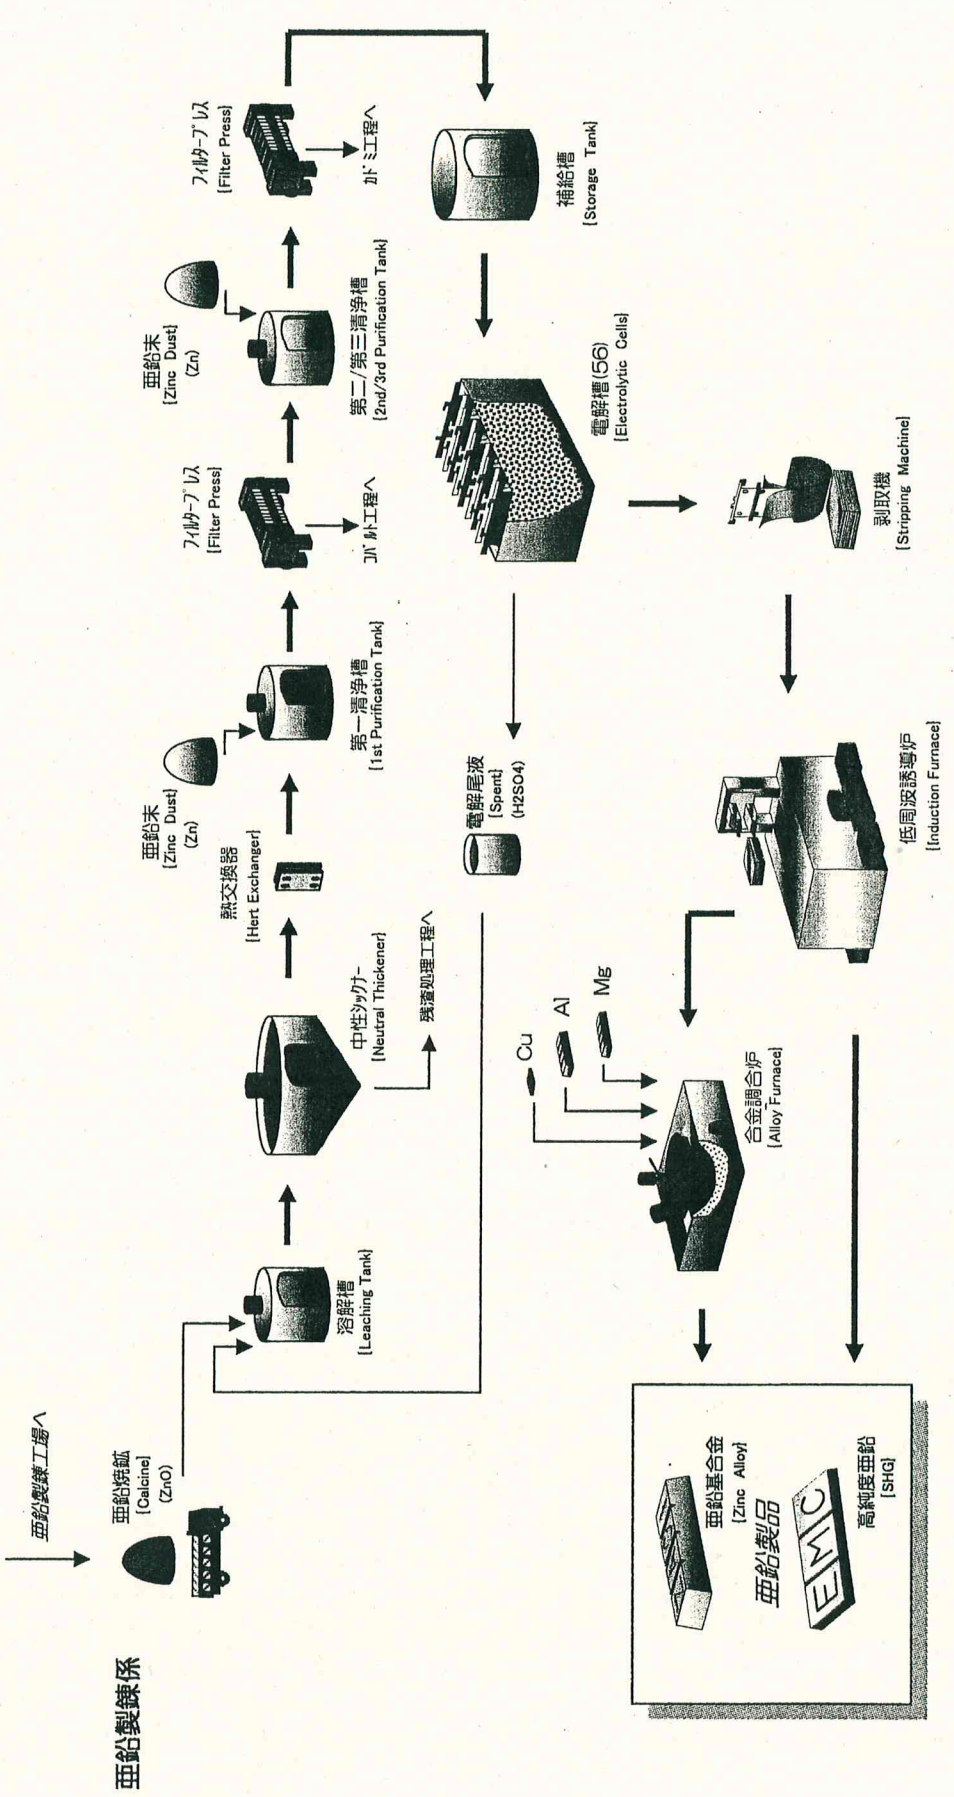 亜鉛製錬係
亜鉛製錬工場へ
亜鉛焼鉱
[Calcine]
(ZnO)
溶解槽
[Leaching Tank]
中性シックナー
[Neutral Thickener]
残渣処理工程へ
熱交換器
[Hert Exchanger]
亜鉛末
[Zinc Dust]
(Zn)
第一清浄槽
[1st Purification Tank]
フィルタープレス
[Filter Press]
コバルト工程へ
亜鉛末
[Zinc Dust]
(Zn)
第二/第三清浄槽
[2nd/3rd Purification Tank]
フィルタープレス
[Filter Press]
カドミ工程へ
補給槽
[Storage Tank]
電解槽(56)
[Electrolytic Cells]
電解尾液
[Spent]
(H2SO4)
剥取機
[Stripping Machine]
低周波誘導炉
[Induction Furnace]
Cu
Al
Mg
合金調合炉
[Alloy Furnace]
亜鉛基合金
[Zinc Alloy]
亜鉛製品
EMC
高純度亜鉛
[SHG]